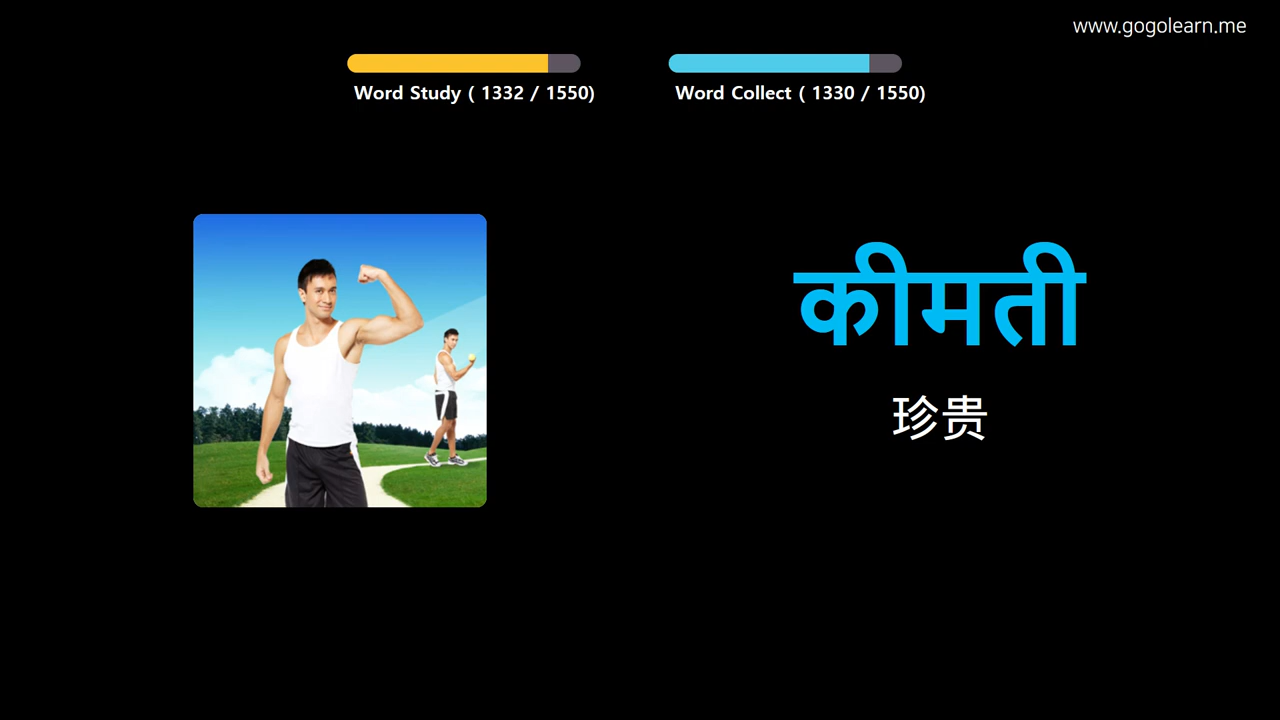 www.gogolearn.me
Word Study ( 1332 / 1550)
Word Collect ( 1330 / 1550)
कीमती
珍贵